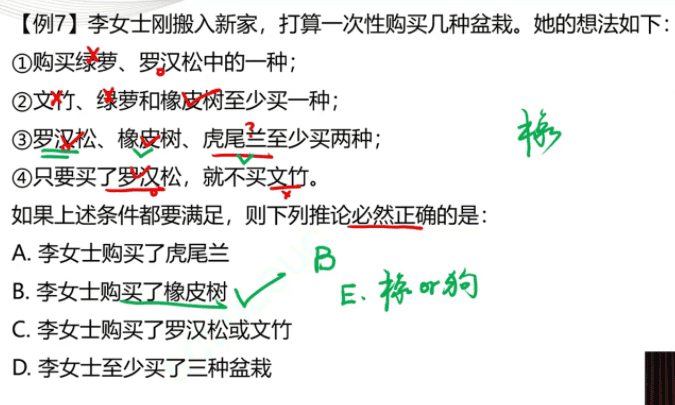 【例7】李女士刚搬入新家，打算一次性购买几种盆栽。她的想法如下：
①购买绿萝、罗汉松中的一种；
②文竹、绿萝和橡皮树至少买一种；
③罗汉松、橡皮树、虎尾兰至少买两种；
④只要买了罗汉松，就不买文竹。
如果上述条件都要满足，则下列推论必然正确的是：
A. 李女士购买了虎尾兰
B. 李女士购买了橡皮树
C. 李女士购买了罗汉松或文竹
D. 李女士至少买了三种盆栽
橡
B
E. 橡or狗